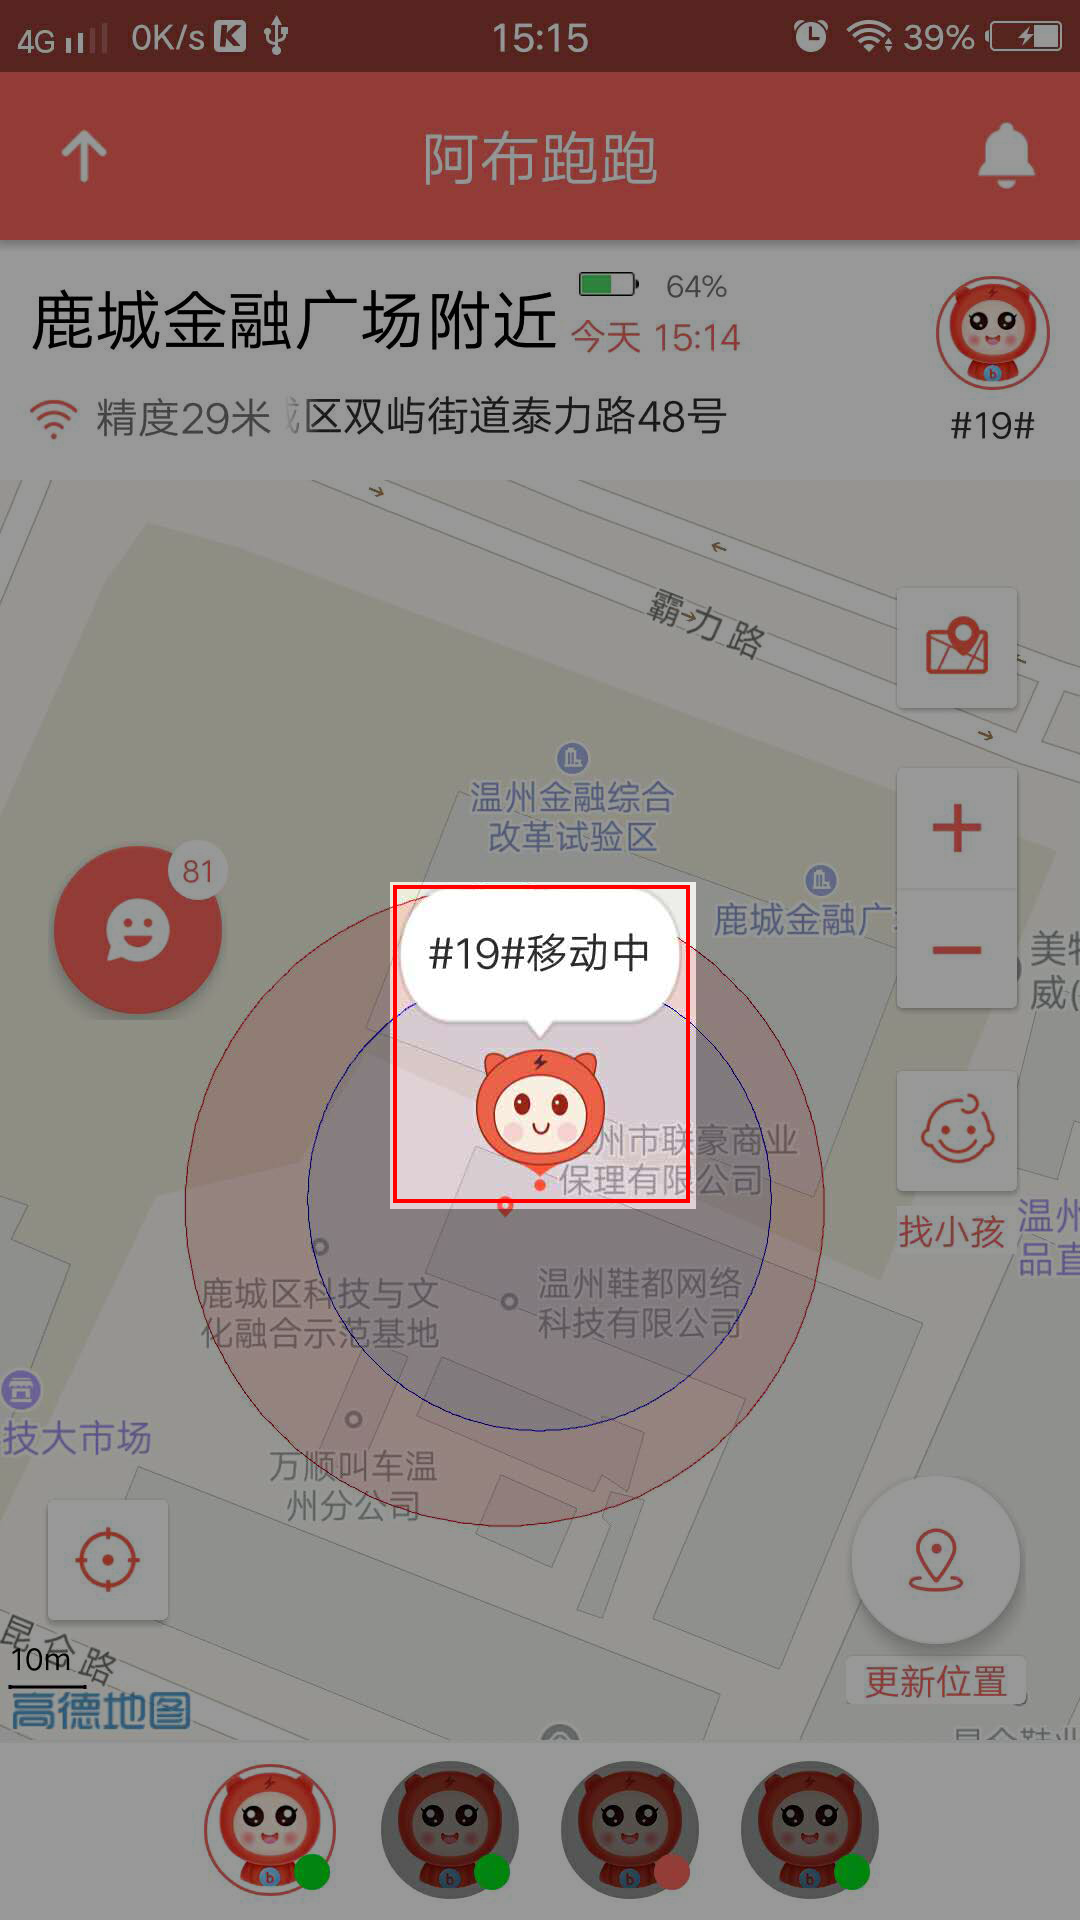 4G 0K/s K 15:15 39%
阿布跑跑
鹿城金融广场附近
64%
今天 15:14
精度29米
区双屿街道泰力路48号
#19#
霸力路
温州金融综合
改革试验区
鹿城金融广
81
#19#移动中
美特
威(
州市联豪商业
保理有限公司
找小孩
温州
品直
鹿城区科技与文
化融合示范基地
温州鞋都网络
科技有限公司
技大市场
万顺叫车温
州分公司
昆仑路
10m
高德地图
更新位置